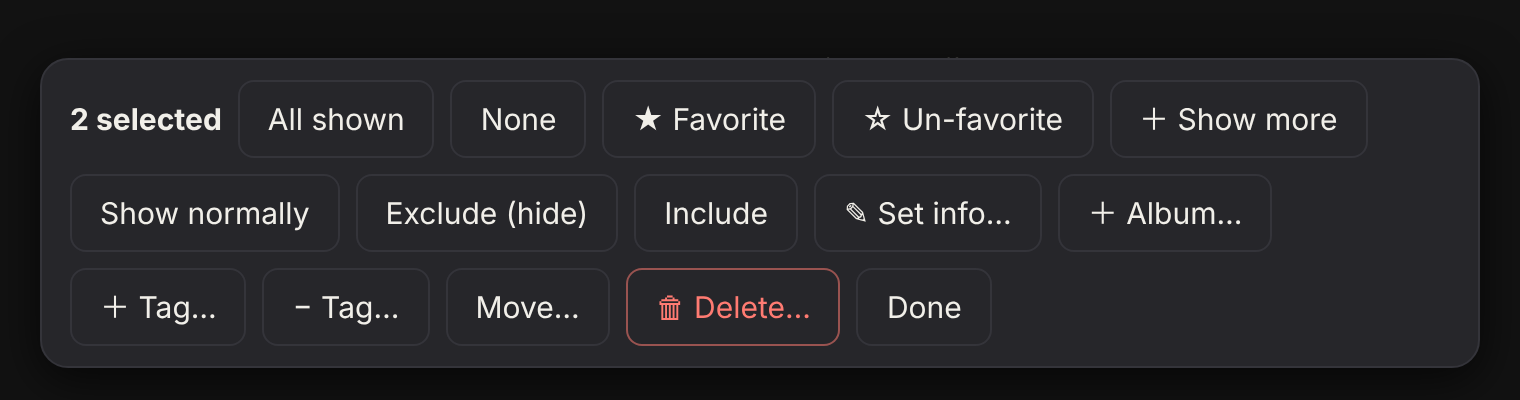 2 selected All shown None ★ Favorite ☆ Un-favorite + Show more
Show normally Exclude (hide) Include ✎ Set info... + Album...
+ Tag... − Tag... Move... 🗑 Delete... Done